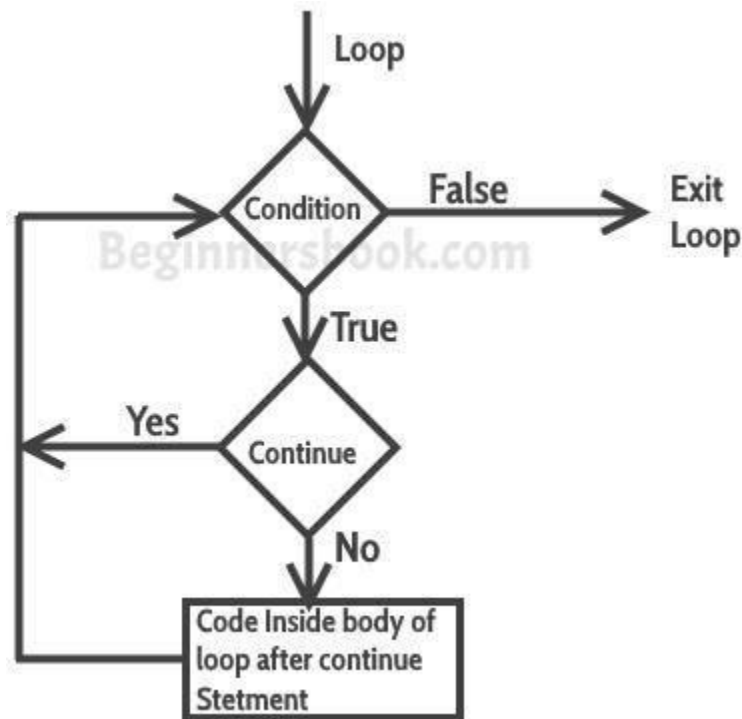 Loop
Condition
False
Exit
Loop
Beginnersbook.com
True
Yes
Continue
No
Code Inside body of
loop after continue
Stetment